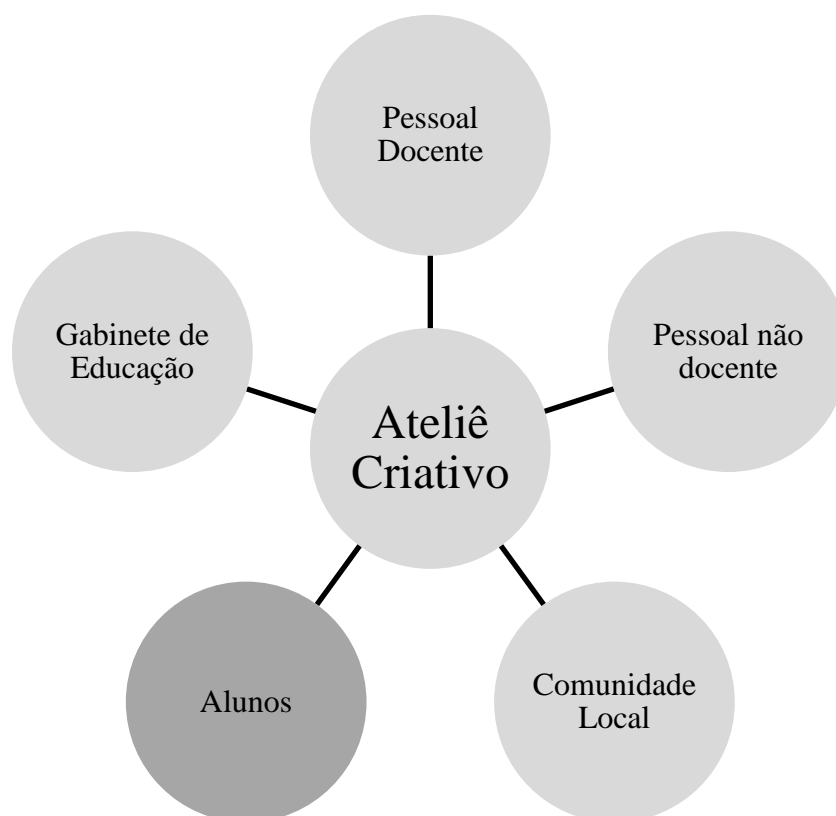 Pessoal
Docente
Gabinete de
Educação
Pessoal não
docente
Ateliê
Criativo
Alunos
Comunidade
Local